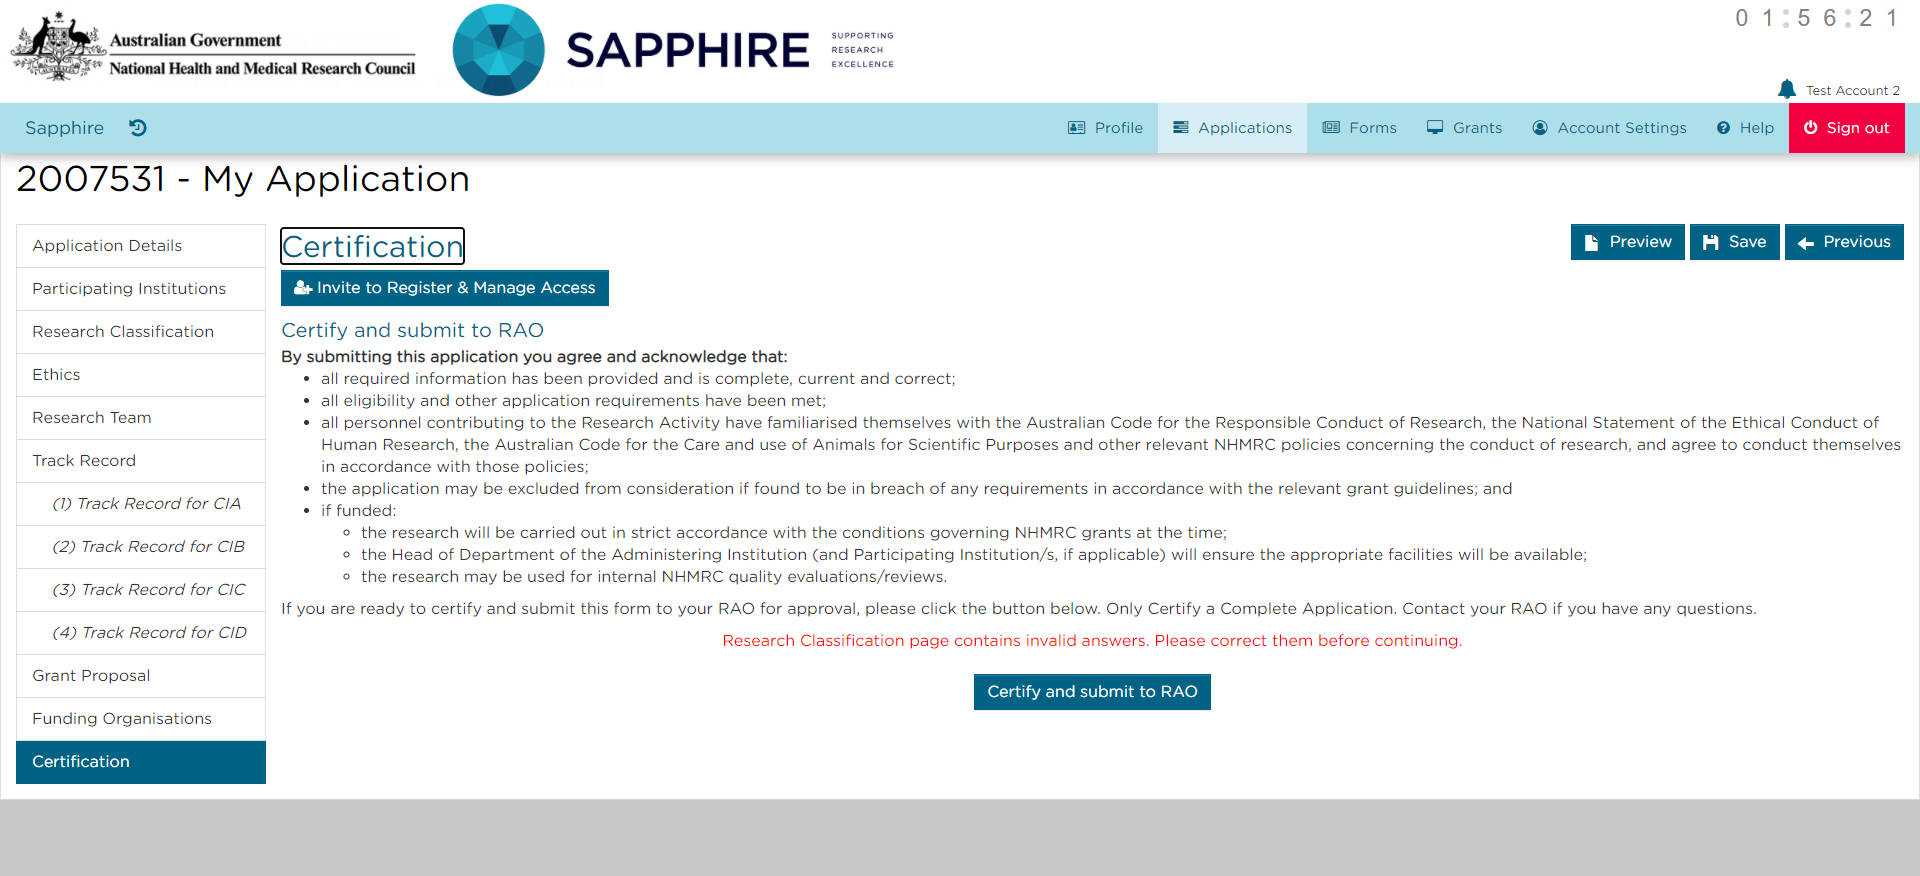 Australian Government
National Health and Medical Research Council
SAPPHIRE
SUPPORTING
RESEARCH
EXCELLENCE
01:56:21
Test Account 2
Sapphire
Profile
Applications
Forms
Grants
Account Settings
Help
Sign out
2007531 - My Application
Application Details
Participating Institutions
Research Classification
Ethics
Research Team
Track Record
(1) Track Record for CIA
(2) Track Record for CIB
(3) Track Record for CIC
(4) Track Record for CID
Grant Proposal
Funding Organisations
Certification
Certification
Preview
Save
Previous
Invite to Register & Manage Access
Certify and submit to RAO
By submitting this application you agree and acknowledge that:
• all required information has been provided and is complete, current and correct;
• all eligibility and other application requirements have been met;
• all personnel contributing to the Research Activity have familiarised themselves with the Australian Code for the Responsible Conduct of Research, the National Statement of the Ethical Conduct of
Human Research, the Australian Code for the Care and use of Animals for Scientific Purposes and other relevant NHMRC policies concerning the conduct of research, and agree to conduct themselves
in accordance with those policies;
• the application may be excluded from consideration if found to be in breach of any requirements in accordance with the relevant grant guidelines; and
• if funded:
◦ the research will be carried out in strict accordance with the conditions governing NHMRC grants at the time;
◦ the Head of Department of the Administering Institution (and Participating Institution/s, if applicable) will ensure the appropriate facilities will be available;
◦ the research may be used for internal NHMRC quality evaluations/reviews.
If you are ready to certify and submit this form to your RAO for approval, please click the button below. Only Certify a Complete Application. Contact your RAO if you have any questions.
Research Classification page contains invalid answers. Please correct them before continuing.
Certify and submit to RAO